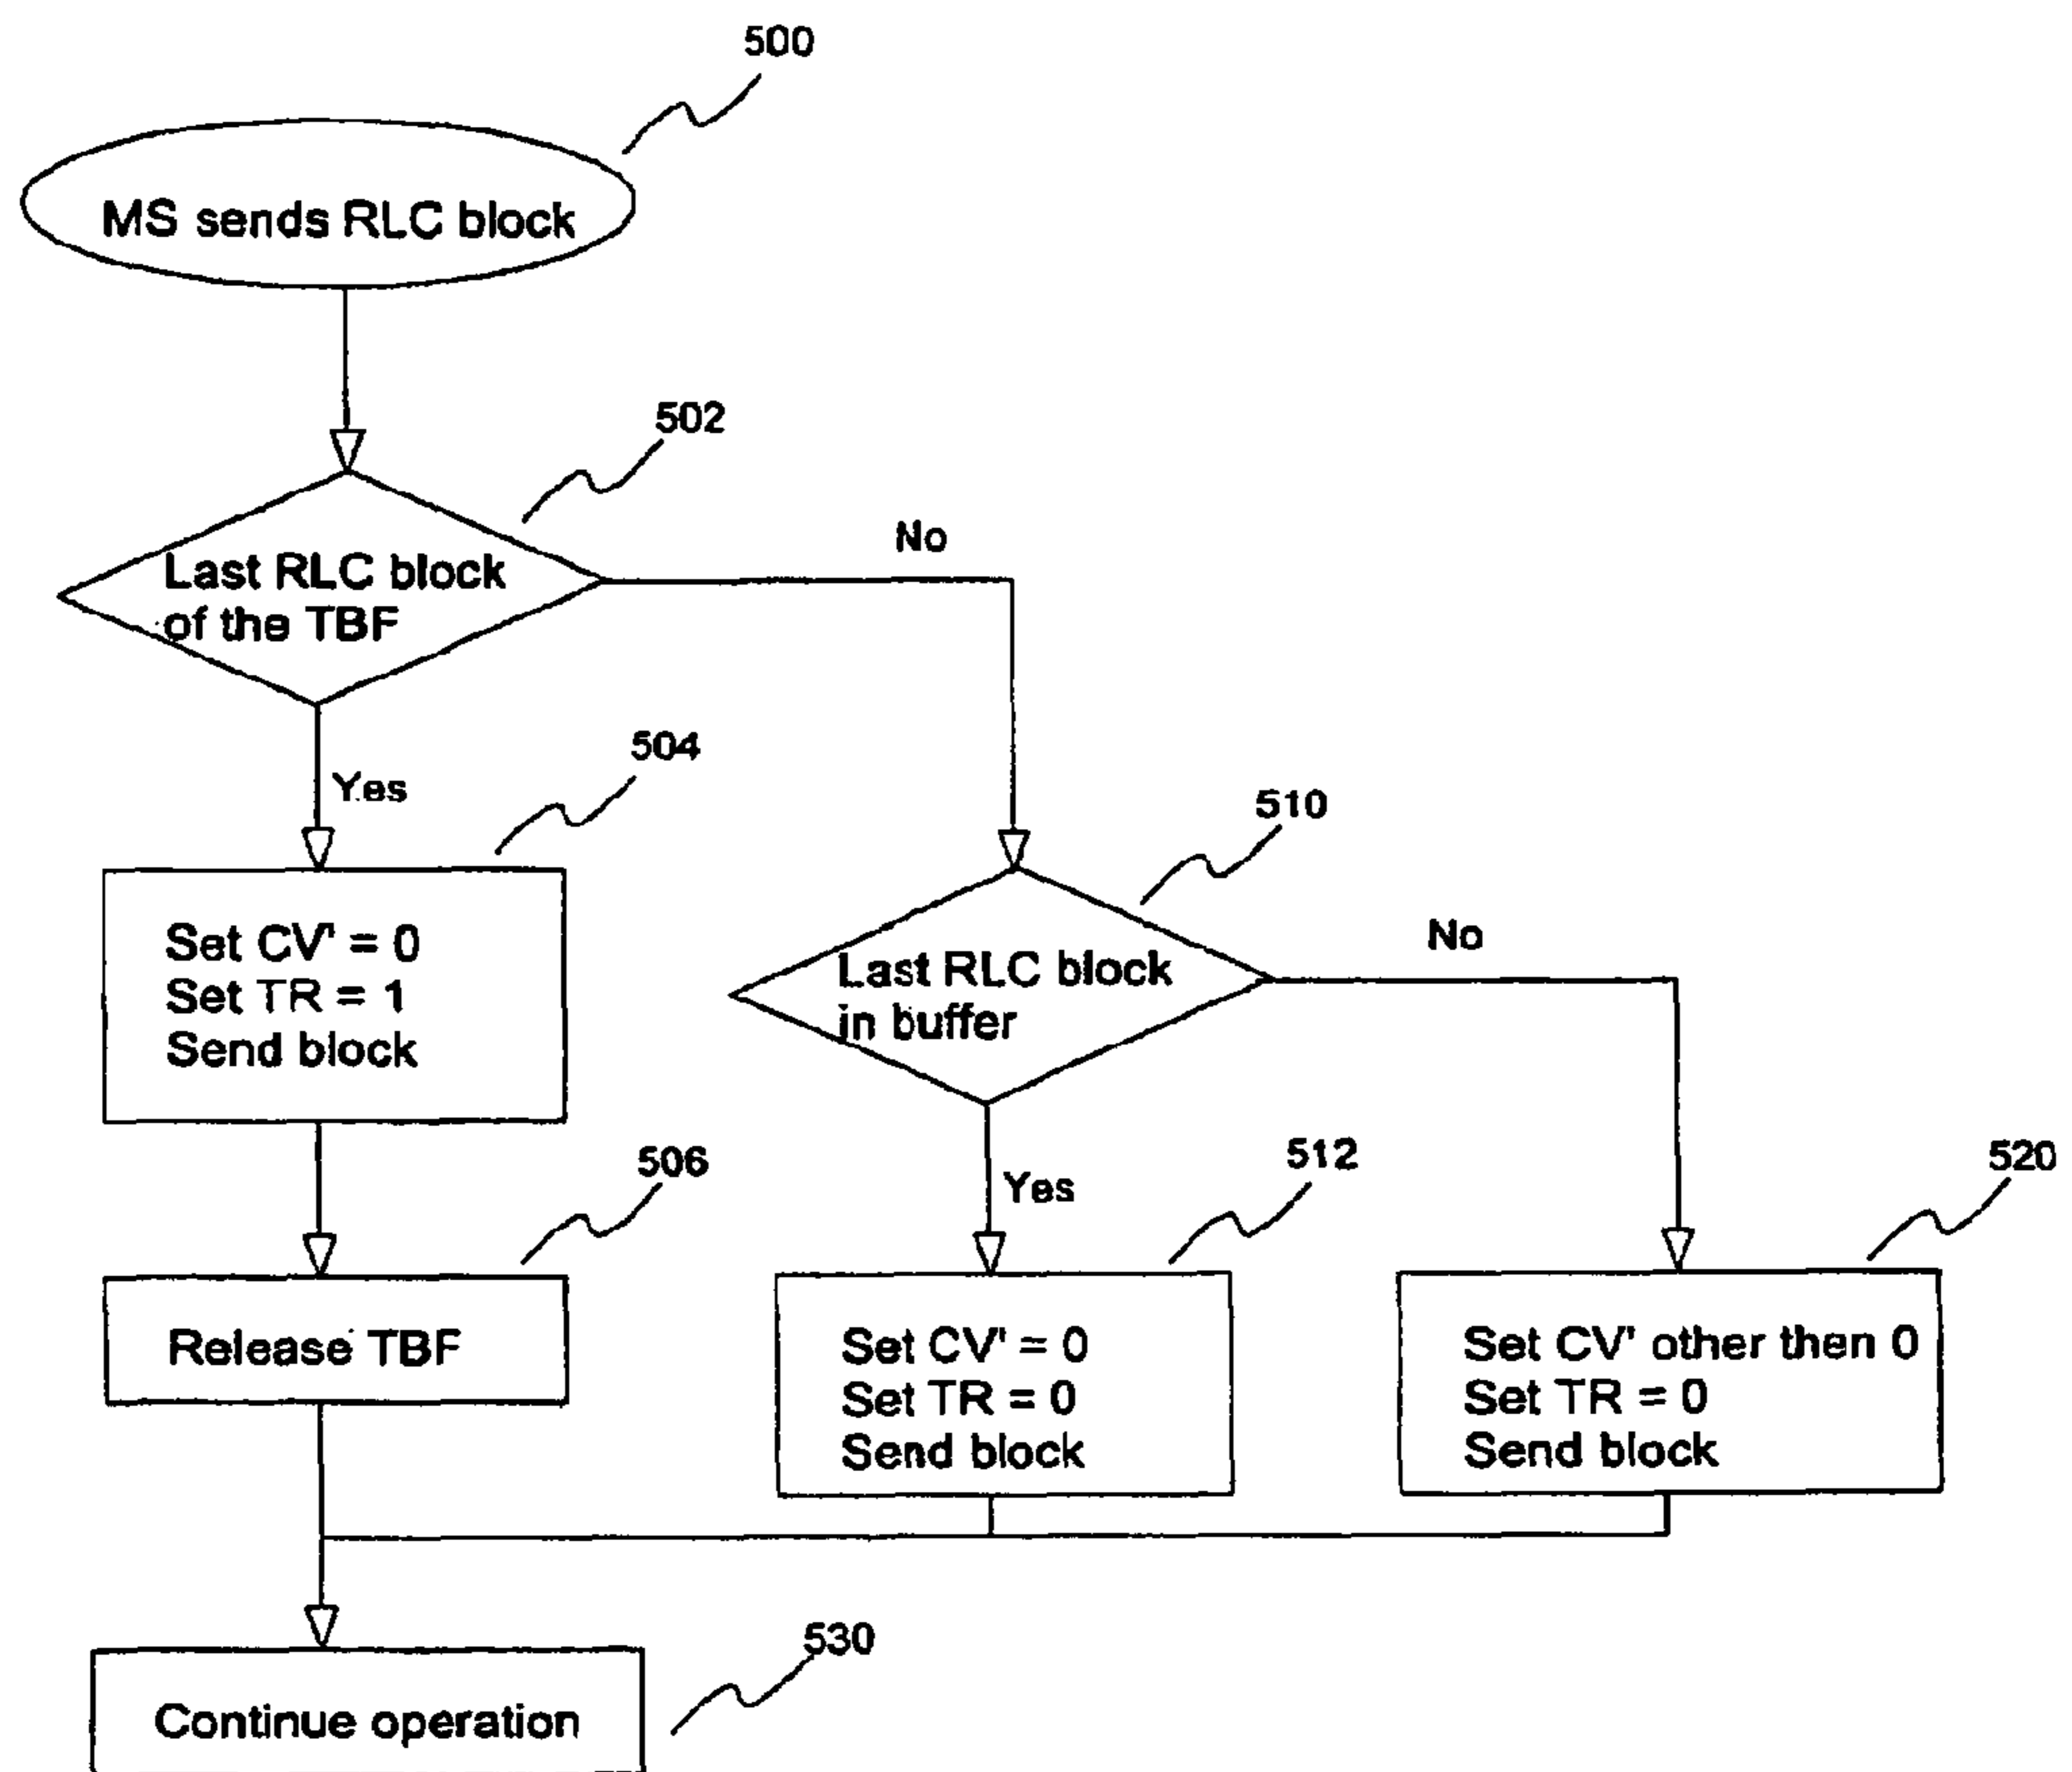 500
MS sends RLC block
502
Last RLC block
of the TBF
No
Yes
504
Set CV' = 0
Set TR = 1
Send block
510
Last RLC block
in buffer
No
Yes
506
Release TBF
512
Set CV' = 0
Set TR = 0
Send block
520
Set CV' other then 0
Set TR = 0
Send block
530
Continue operation